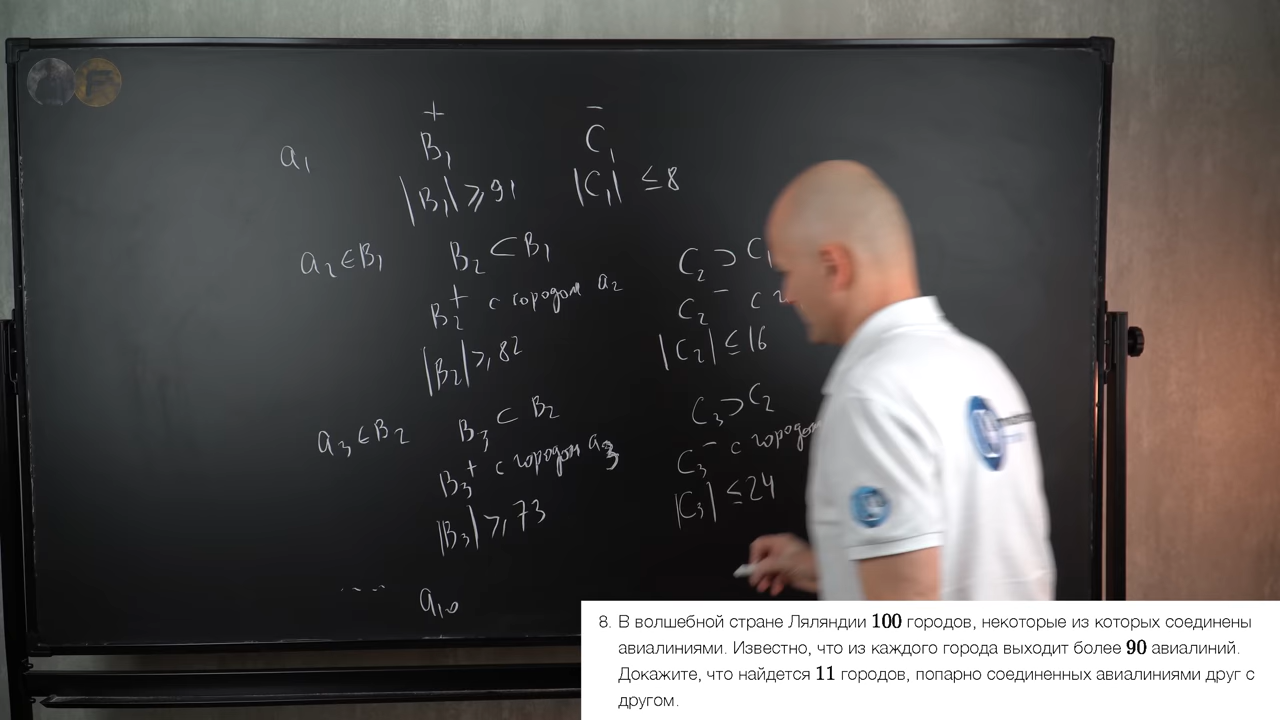 + −
a₁ B₁ C₁
|B₁| ⩾ 91 |C₁| ≤ 8
a₂ ∈ B₁ B₂ ⊂ B₁ C₂ ⊃ C₁
B₂ + с городом a₂ C₂ − с
|B₂| ⩾ 82 |C₂| ≤ 16
a₃ ∈ B₂ B₃ ⊂ B₂ C₃ ⊃ C₂
B₃ + с городом a₃ C₃ − с городом
|B₃| ⩾ 73 |C₃| ≤ 24
.... a₁₀
8. В волшебной стране Ляляндии 100 городов, некоторые из которых соединены
авиалиниями. Известно, что из каждого города выходит более 90 авиалиний.
Докажите, что найдется 11 городов, попарно соединенных авиалиниями друг с
другом.